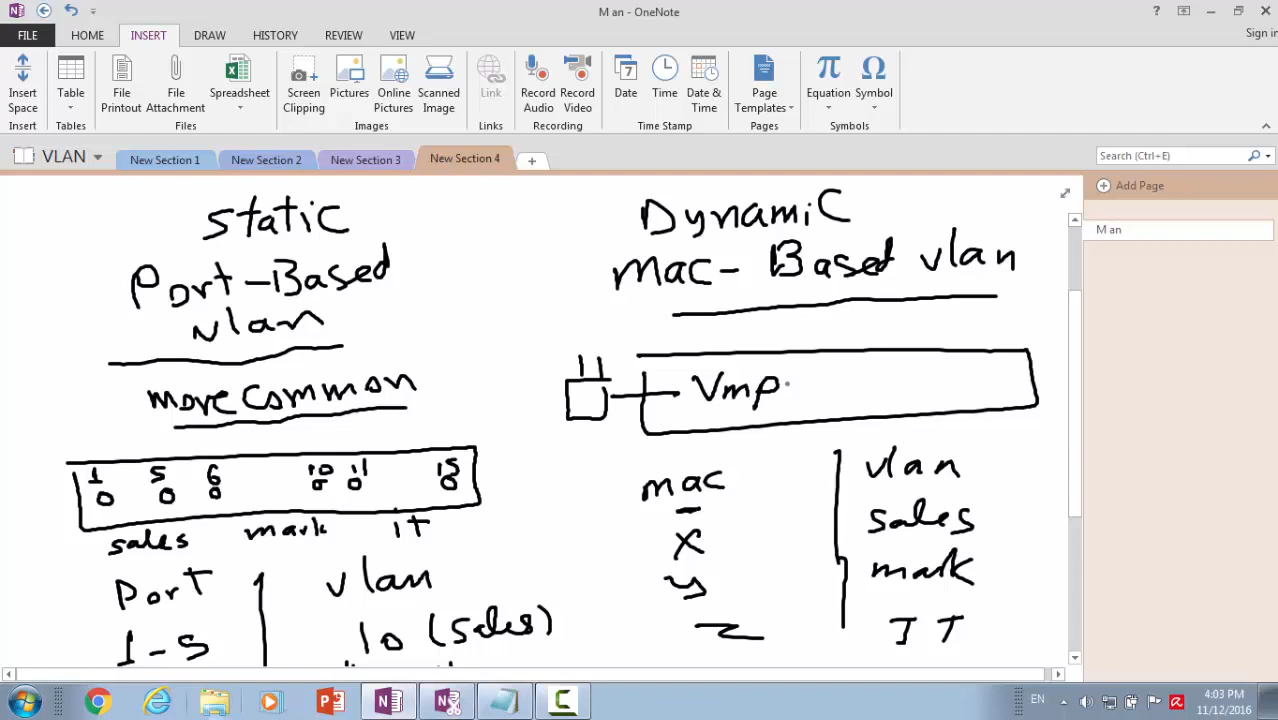 M an - OneNote
FILE HOME INSERT DRAW HISTORY REVIEW VIEW
Sign in
Insert Space
Table
File Printout
File Attachment
Spreadsheet
Screen Clipping
Pictures
Online Pictures
Scanned Image
Link
Record Audio
Record Video
Date
Time
Date & Time
Page Templates
Equation
Symbol
Insert Tables Files Images Links Recording Time Stamp Pages Symbols
VLAN New Section 1 New Section 2 New Section 3 New Section 4
Search (Ctrl+E)
Add Page
M an
Static
Port-Based
vlan
more common
1 5 6 10 11 15
sales mark IT
Port vlan
1-5 10 (sales)
Dynamic
Mac-Based vlan
Vmp
mac vlan
x sales
y mark
z IT
EN
4:03 PM
11/12/2016